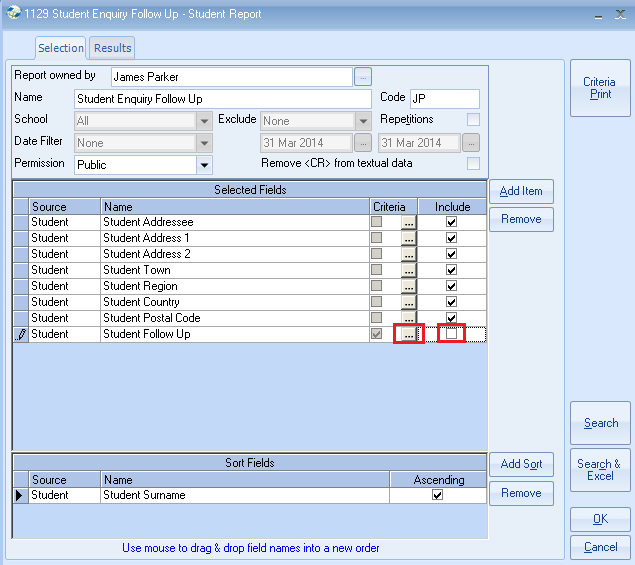 1129 Student Enquiry Follow Up - Student Report
Selection Results
Report owned by James Parker ...
Name Student Enquiry Follow Up Code JP
School All Exclude None Repetitions
Date Filter None 31 Mar 2014 ... 31 Mar 2014 ...
Permission Public Remove <CR> from textual data
Criteria
Print
Selected Fields
Source Name Criteria Include
Student Student Addressee ...
Student Student Address 1 ...
Student Student Address 2 ...
Student Student Town ...
Student Student Region ...
Student Student Country ...
Student Student Postal Code ...
Student Student Follow Up ...
Add Item
Remove
Sort Fields
Source Name Ascending
Student Student Surname
Add Sort
Remove
Use mouse to drag & drop field names into a new order
Search
Search &
Excel
OK
Cancel